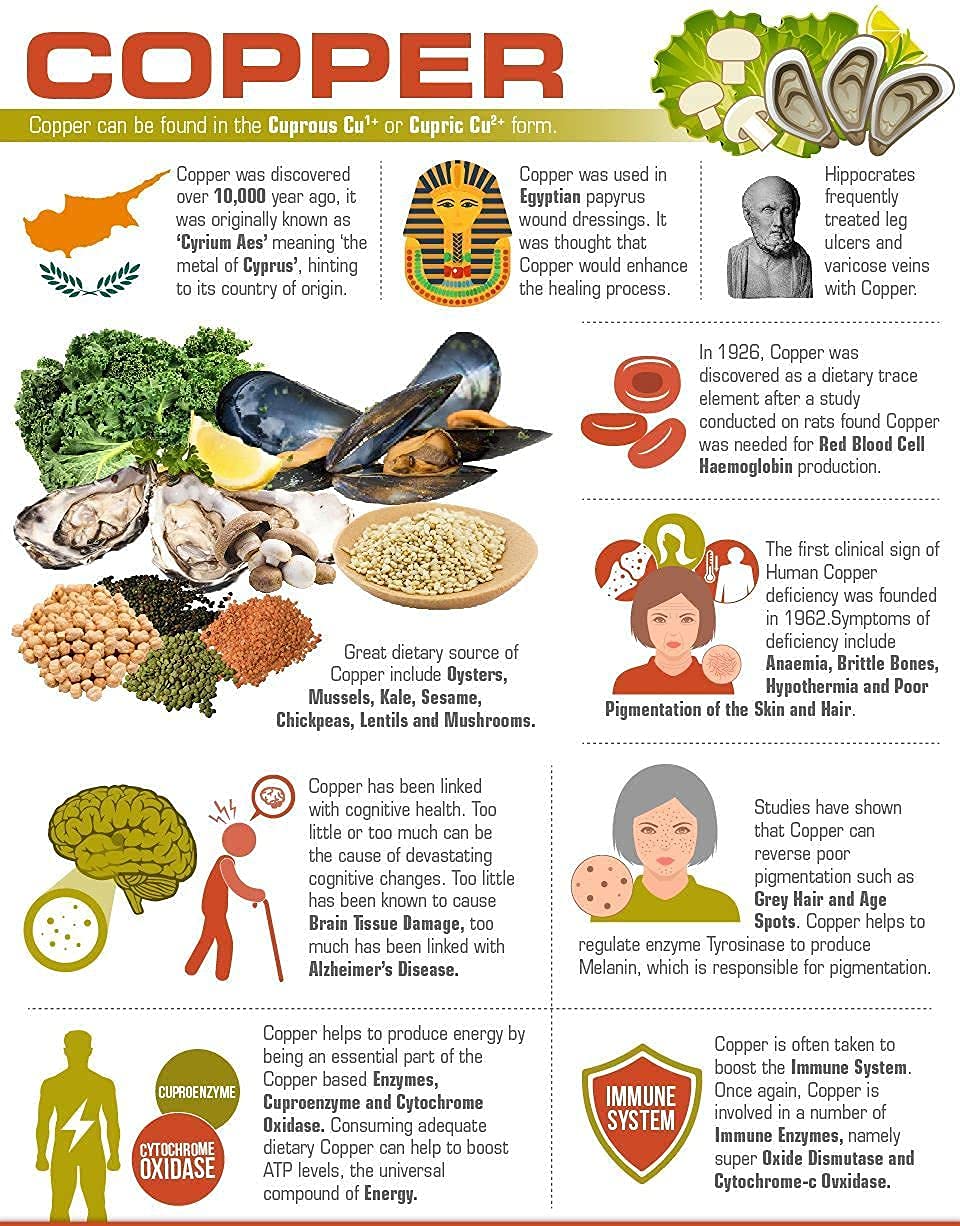 COPPER
Copper can be found in the Cuprous Cu¹⁺ or Cupric Cu²⁺ form.
Copper was discovered
over 10,000 year ago, it
was originally known as
‘Cyrium Aes’ meaning ‘the
metal of Cyprus’, hinting
to its country of origin.
Copper was used in
Egyptian papyrus
wound dressings. It
was thought that
Copper would enhance
the healing process.
Hippocrates
frequently
treated leg
ulcers and
varicose veins
with Copper.
In 1926, Copper was
discovered as a dietary trace
element after a study
conducted on rats found Copper
was needed for Red Blood Cell
Haemoglobin production.
The first clinical sign of
Human Copper
deficiency was founded
in 1962.Symptoms of
deficiency include
Anaemia, Brittle Bones,
Hypothermia and Poor
Pigmentation of the Skin and Hair.
Great dietary source of
Copper include Oysters,
Mussels, Kale, Sesame,
Chickpeas, Lentils and Mushrooms.
Copper has been linked
with cognitive health. Too
little or too much can be
the cause of devastating
cognitive changes. Too little
has been known to cause
Brain Tissue Damage, too
much has been linked with
Alzheimer’s Disease.
Studies have shown
that Copper can
reverse poor
pigmentation such as
Grey Hair and Age
Spots. Copper helps to
regulate enzyme Tyrosinase to produce
Melanin, which is responsible for pigmentation.
CUPROENZYME
CYTOCHROME
OXIDASE
Copper helps to produce energy by
being an essential part of the
Copper based Enzymes,
Cuproenzyme and Cytochrome
Oxidase. Consuming adequate
dietary Copper can help to boost
ATP levels, the universal
compound of Energy.
IMMUNE
SYSTEM
Copper is often taken to
boost the Immune System.
Once again, Copper is
involved in a number of
Immune Enzymes, namely
super Oxide Dismutase and
Cytochrome-c Ovxidase.